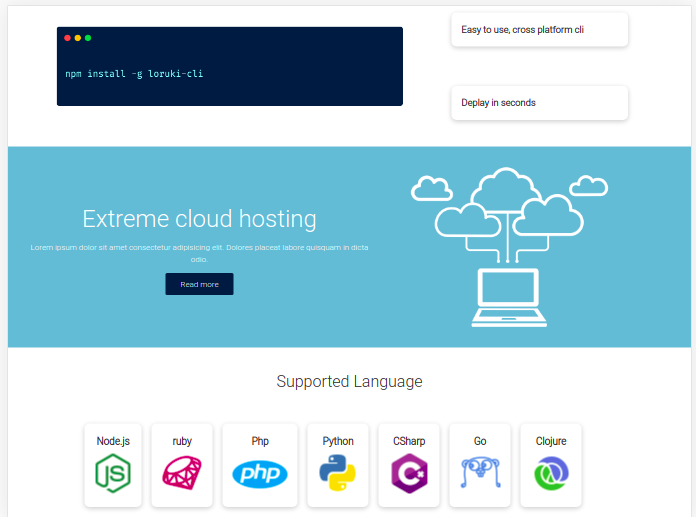 Easy to use, cross platform cli
npm install -g loruki-cli
Deplay in seconds
Extreme cloud hosting
Lorem ipsum dolor sit amet consectetur adipisicing elit. Dolores placeat labore quisquam in dicta
odio.
Read more
Supported Language
Node.js ruby Php Python CSharp Go Clojure
JS php C